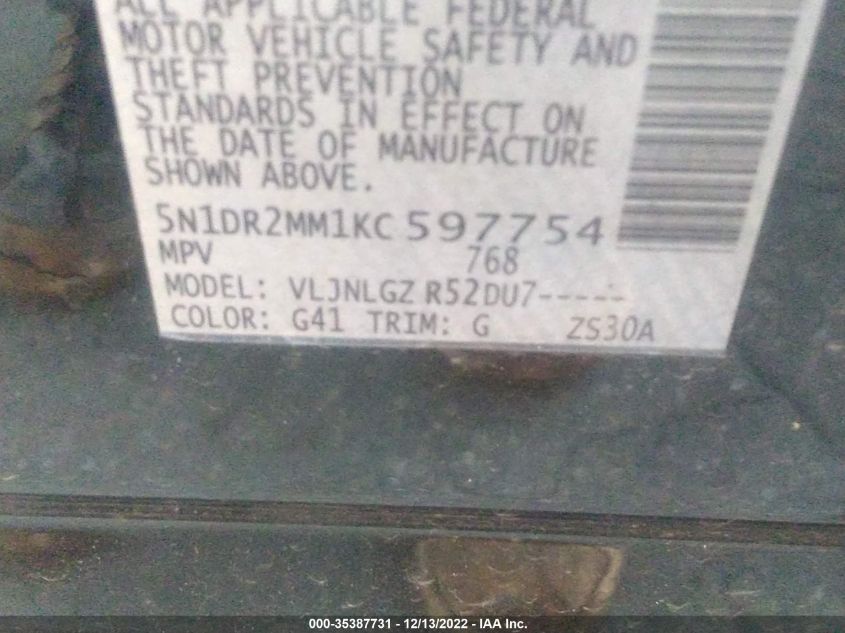 ALL APPLICABLE FEDERAL
MOTOR VEHICLE SAFETY AND
THEFT PREVENTION
STANDARDS IN EFFECT ON
THE DATE OF MANUFACTURE
SHOWN ABOVE.
5N1DR2MM1KC597754
MPV 768
MODEL: VLJNLGZ R52DU7-----
COLOR: G41 TRIM: G ZS30A
000-35387731 - 12/13/2022 - IAA Inc.